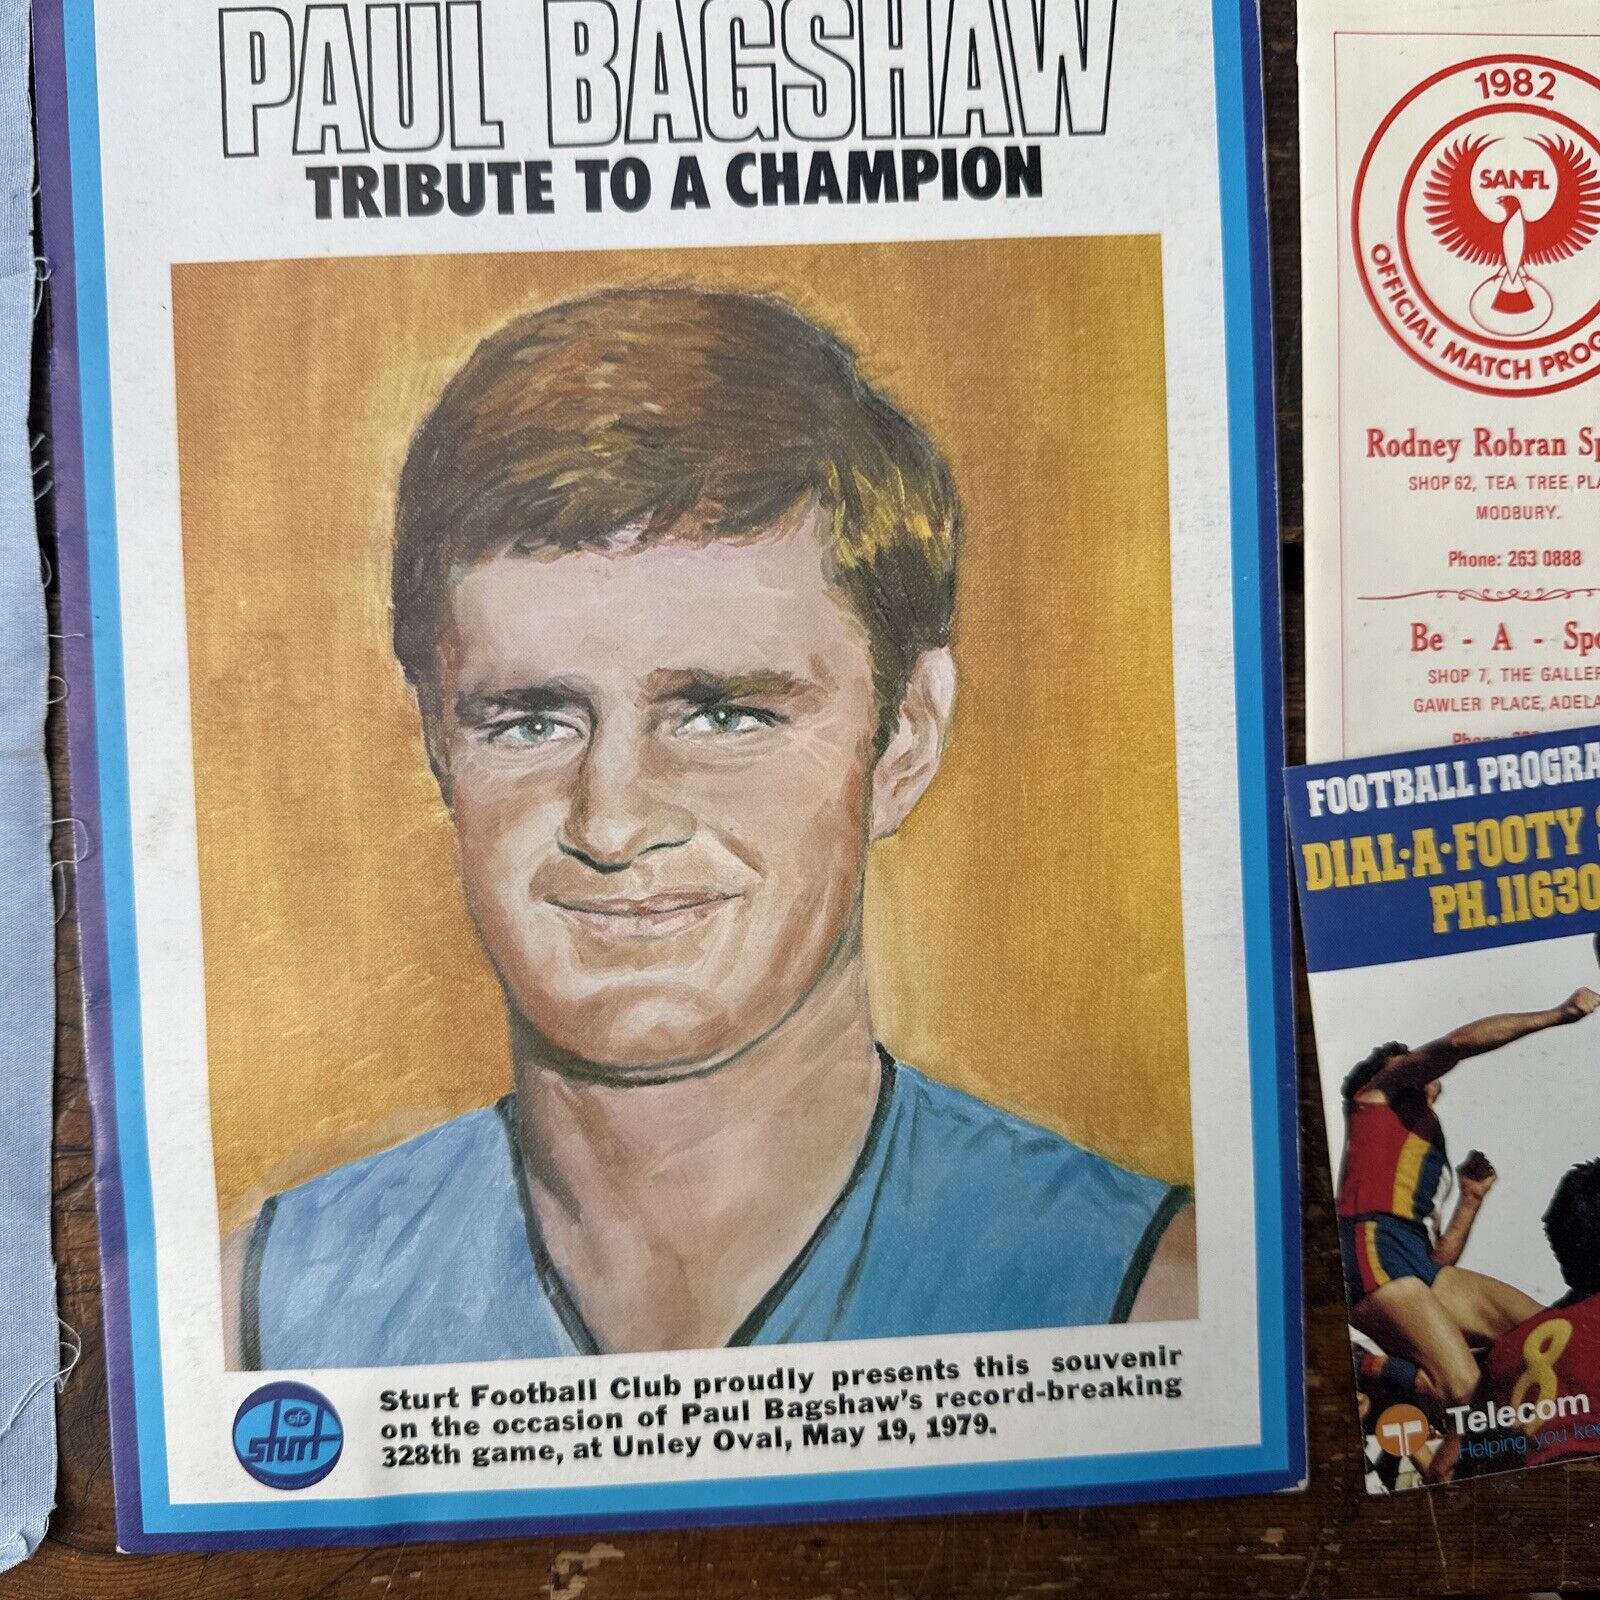 PAUL BAGSHAW
TRIBUTE TO A CHAMPION
Sturt Football Club proudly presents this souvenir
on the occasion of Paul Bagshaw's record-breaking
328th game, at Unley Oval, May 19, 1979.
sfc
sturt
1982
SANFL
OFFICIAL MATCH PROG
Rodney Robran Sp
SHOP 62, TEA TREE PLA
MODBURY.
Phone: 263 0888
Be - A - Spo
SHOP 7, THE GALLER
GAWLER PLACE, ADELA
FOOTBALL PROGRA
DIAL·A·FOOTY
PH.11630
8
Telecom
Helping you kee